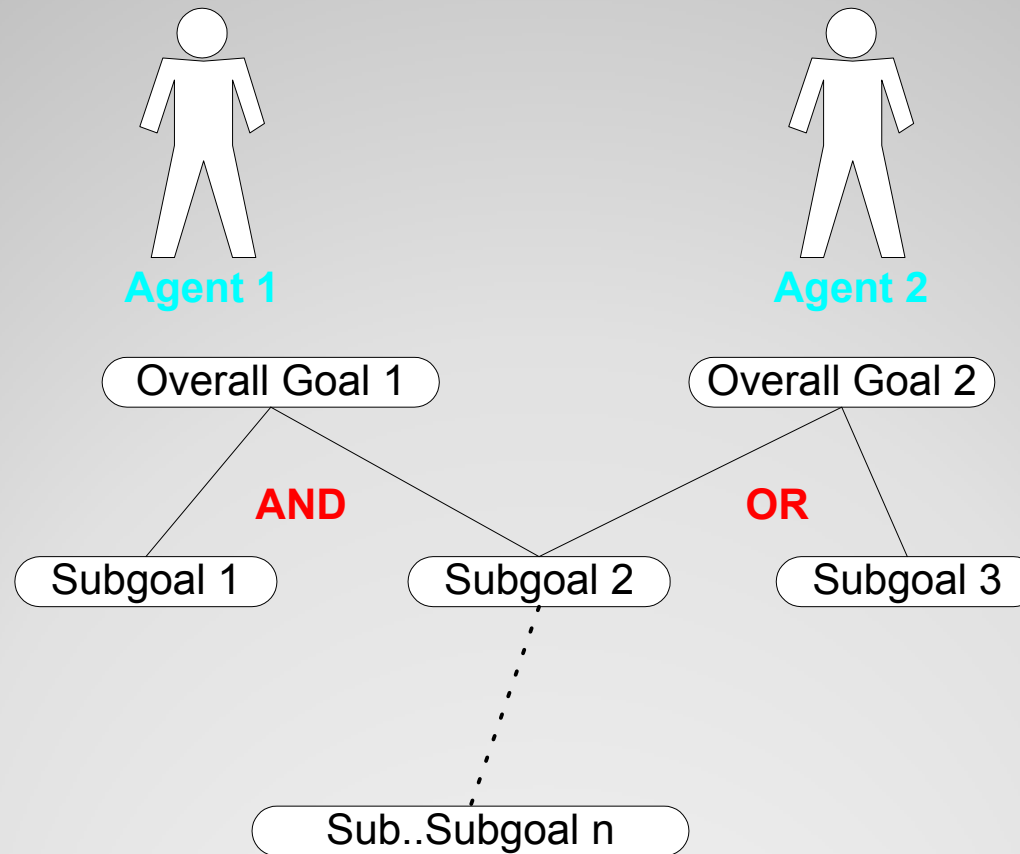 Agent 1
Agent 2
Overall Goal 1
Overall Goal 2
AND
OR
Subgoal 1
Subgoal 2
Subgoal 3
Sub..Subgoal n